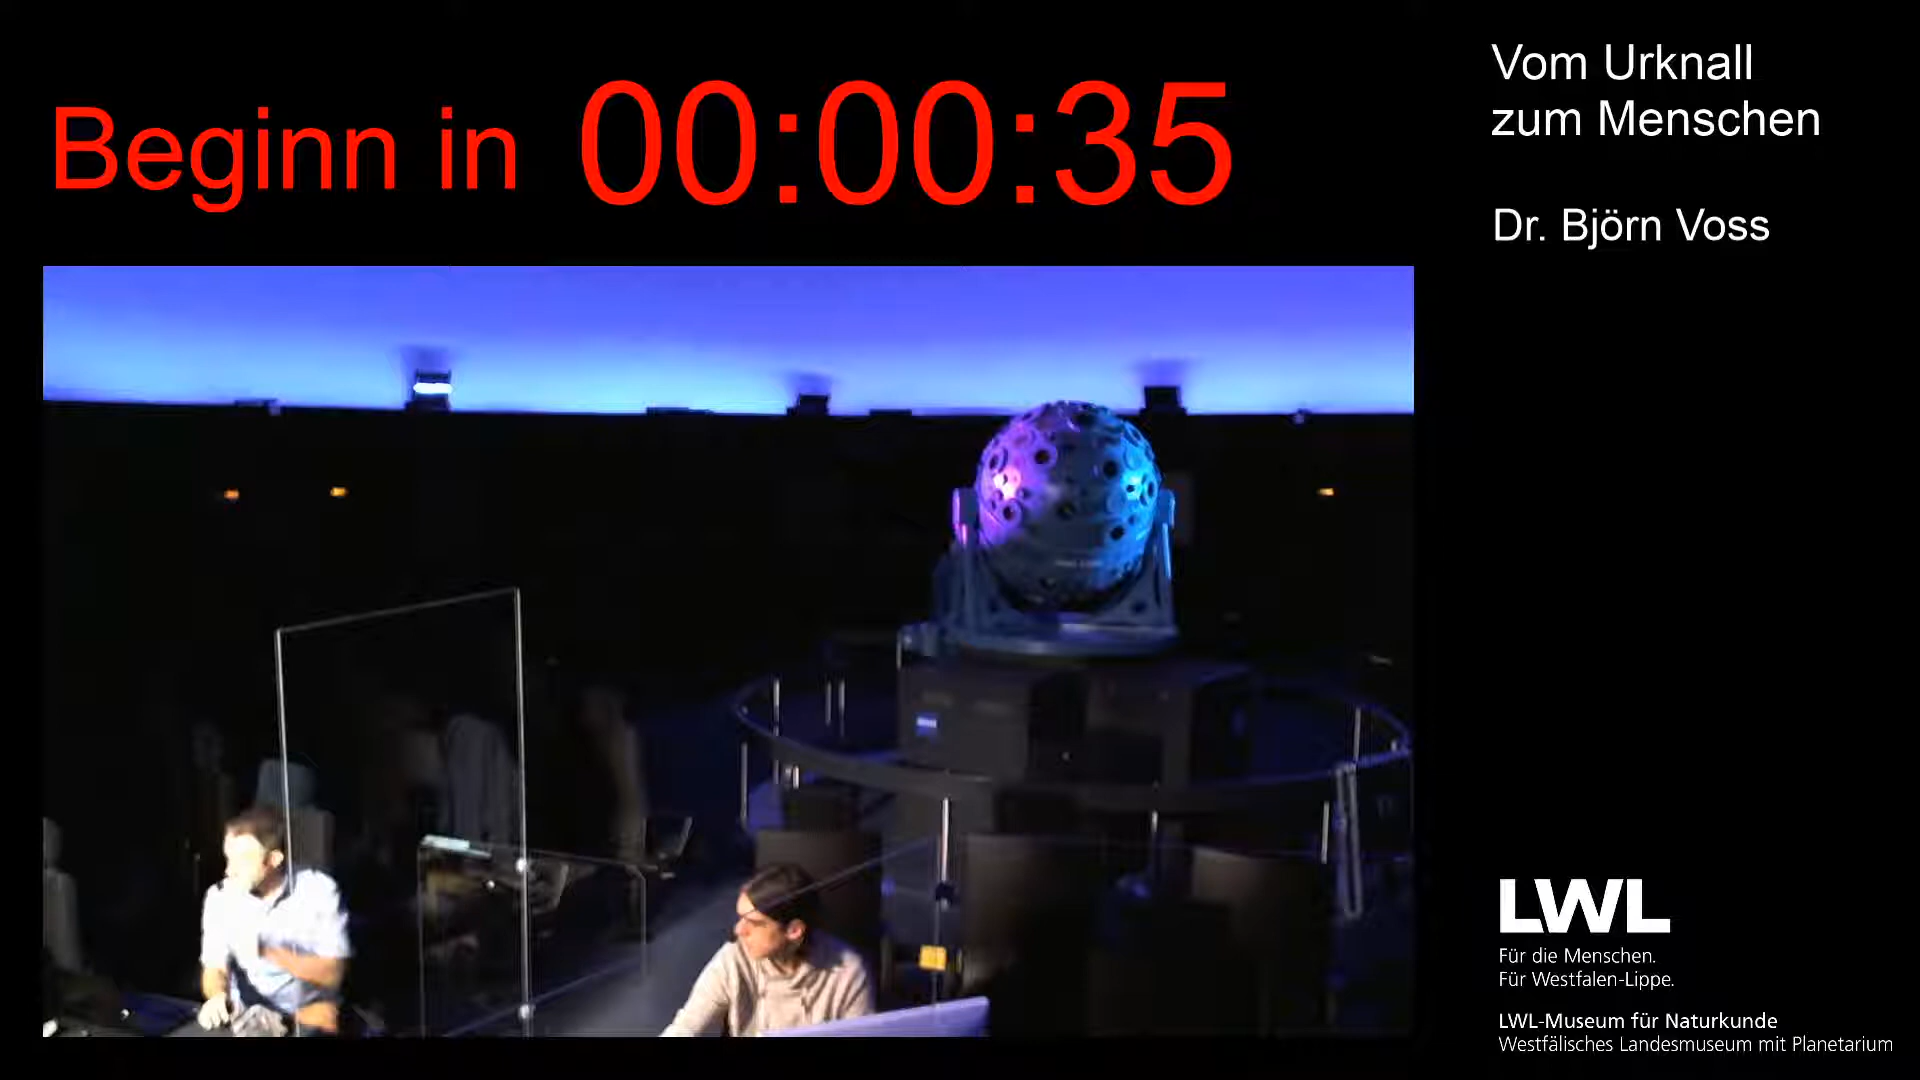 Beginn in 00:00:35
Vom Urknall
zum Menschen
Dr. Björn Voss
LWL
Für die Menschen.
Für Westfalen-Lippe.
LWL-Museum für Naturkunde
Westfälisches Landesmuseum mit Planetarium